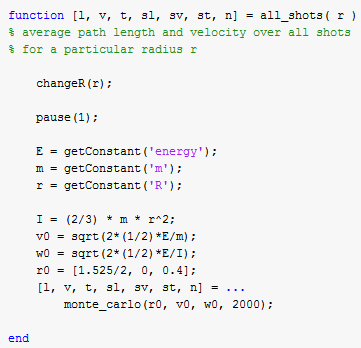 function [l, v, t, sl, sv, st, n] = all_shots( r )
% average path length and velocity over all shots
% for a particular radius r
changeR(r);
pause(1);
E = getConstant('energy');
m = getConstant('m');
r = getConstant('R');
I = (2/3) * m * r^2;
v0 = sqrt(2*(1/2)*E/m);
w0 = sqrt(2*(1/2)*E/I);
r0 = [1.525/2, 0, 0.4];
[l, v, t, sl, sv, st, n] = ...
monte_carlo(r0, v0, w0, 2000);
end